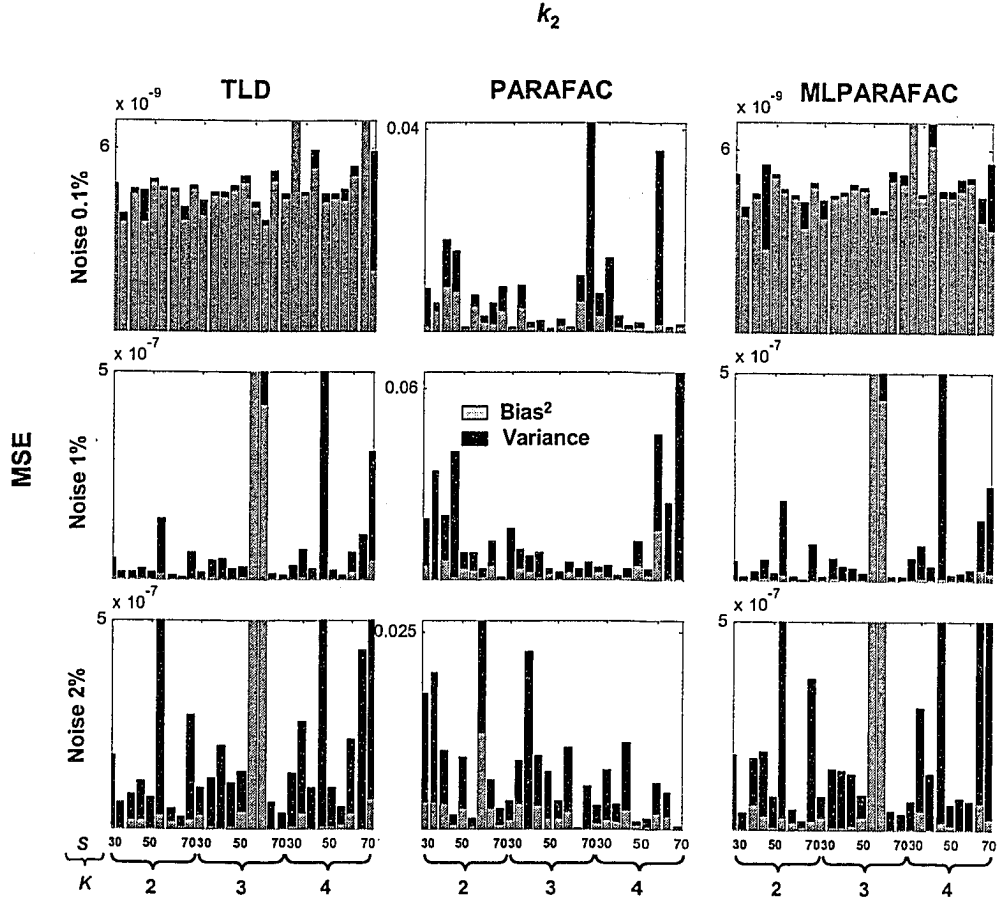 k2
TLD PARAFAC MLPARAFAC
x 10-9 x 10-9
6 0.04 6
Noise 0.1%
x 10-7 x 10-7
5 0.06 5
Bias2
Variance
MSE
Noise 1%
x 10-7 x 10-7
5 0.025 5
Noise 2%
S 30 50 70 30 50 70 30 50 70 30 50 70 30 50 70 30 50 70 30 50 70 30 50 70 30 50 70
K 2 3 4 2 3 4 2 3 4